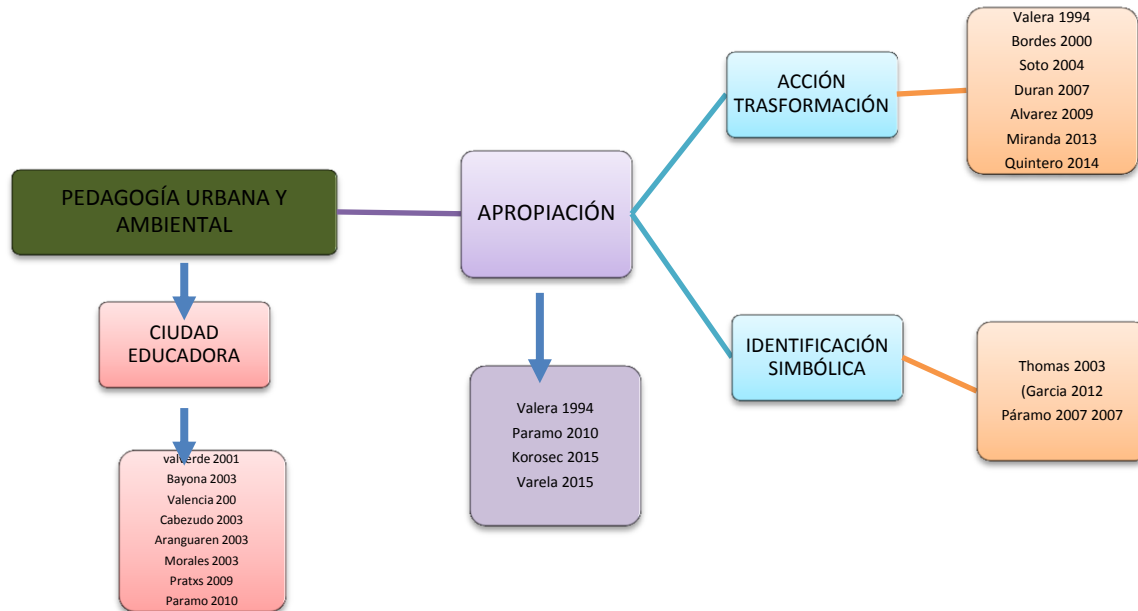 PEDAGOGÍA URBANA Y
AMBIENTAL
CIUDAD
EDUCADORA
valverde 2001
Bayona 2003
Valencia 200
Cabezudo 2003
Aranguaren 2003
Morales 2003
Pratxs 2009
Paramo 2010
APROPIACIÓN
Valera 1994
Paramo 2010
Korosec 2015
Varela 2015
ACCIÓN
TRASFORMACIÓN
Valera 1994
Bordes 2000
Soto 2004
Duran 2007
Alvarez 2009
Miranda 2013
Quintero 2014
IDENTIFICACIÓN
SIMBÓLICA
Thomas 2003
(Garcia 2012
Páramo 2007 2007